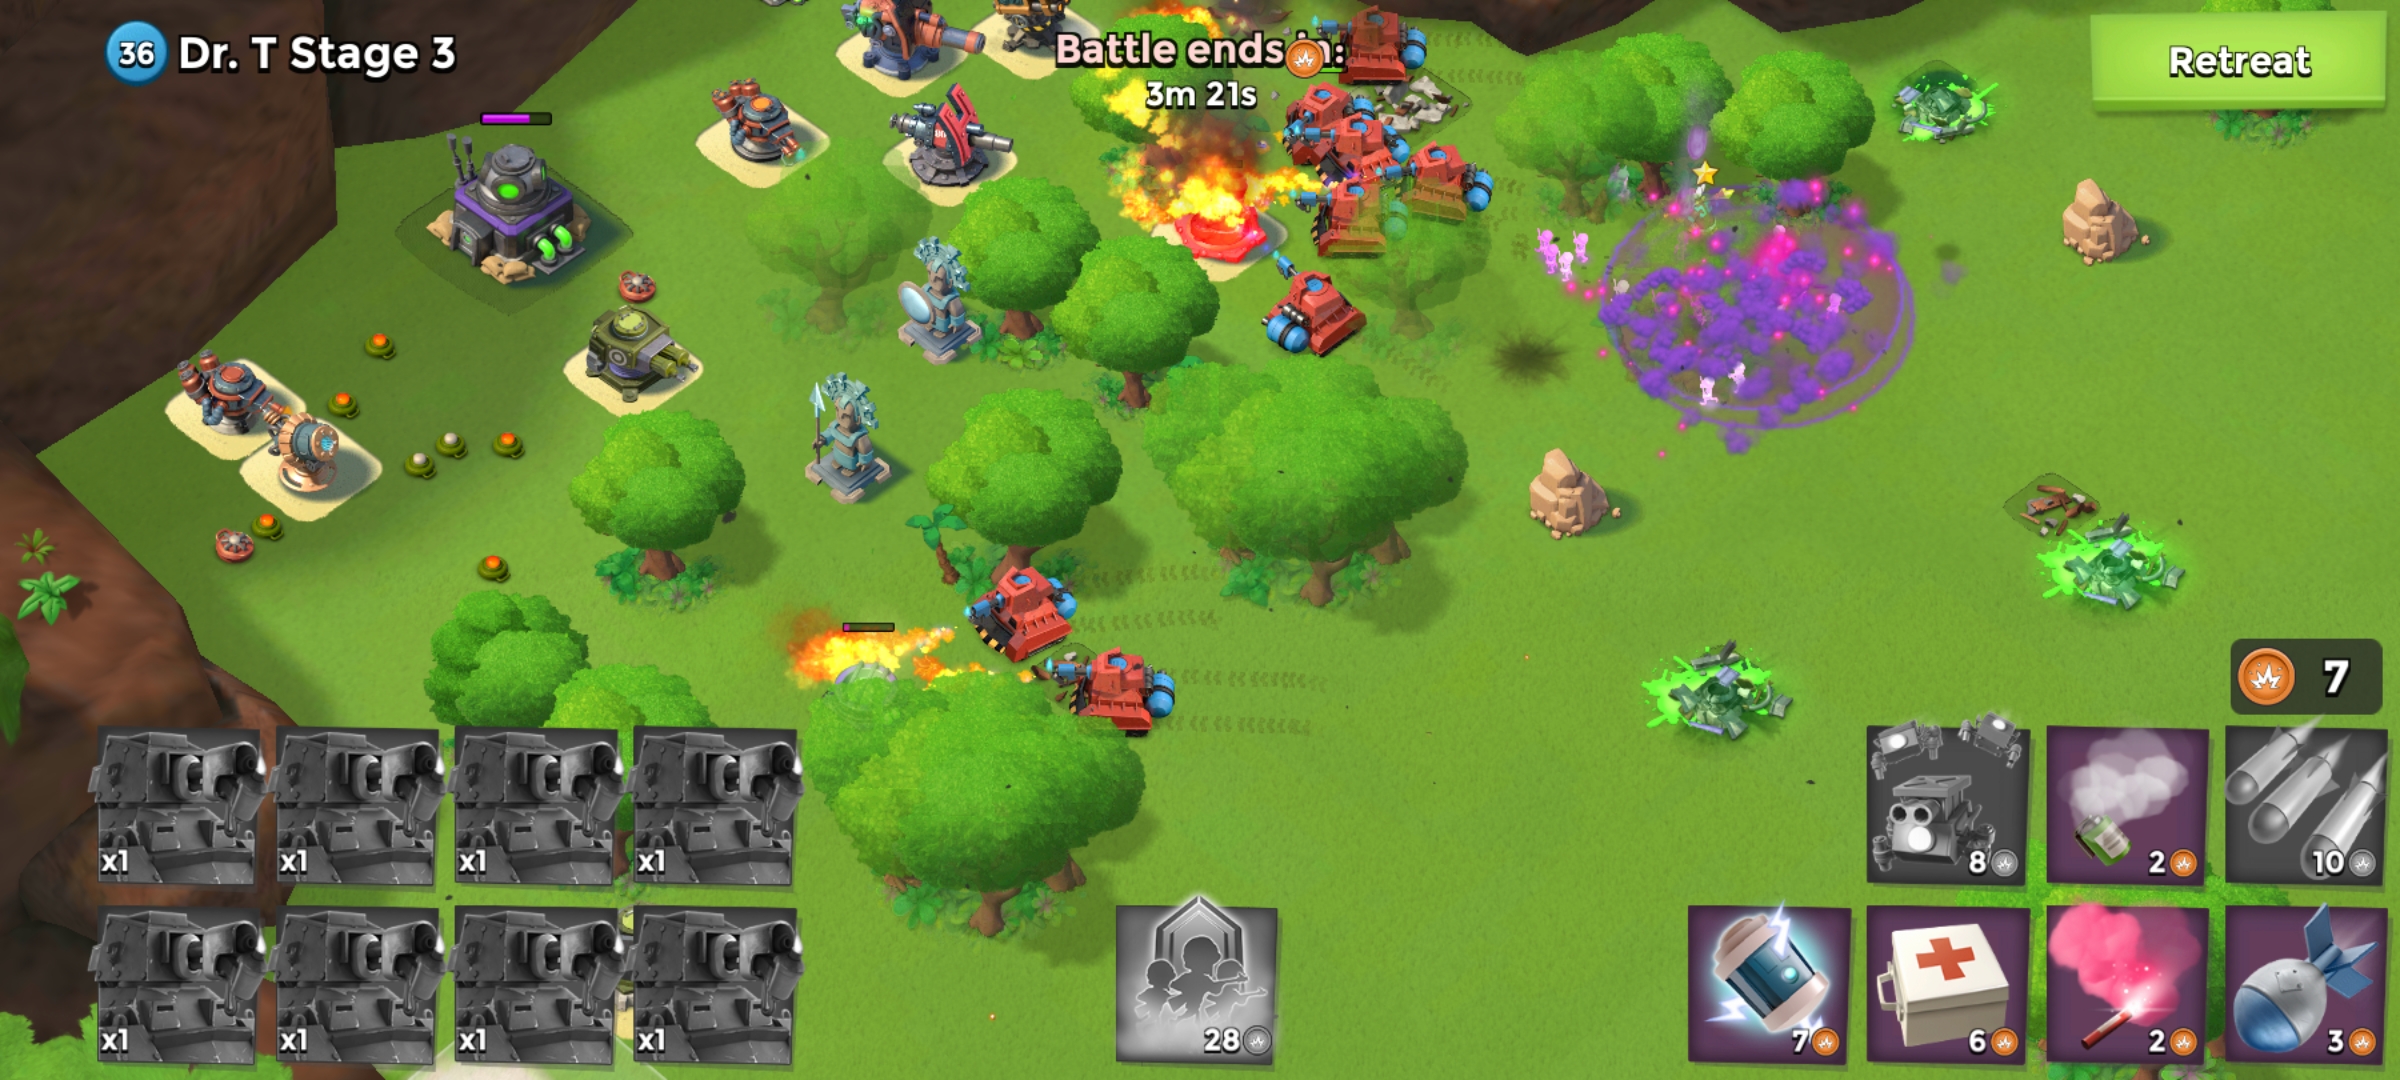 36 Dr. T Stage 3
Battle ends in:
3m 21s
Retreat
7
x1 x1 x1 x1
8 2 10
x1 x1 x1 x1
28
7 6 2 3